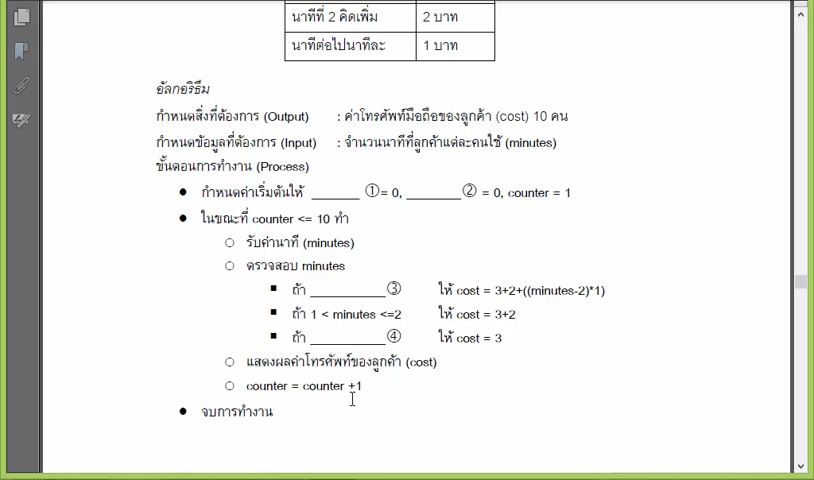 นาทีที่ 2 คิดเพิ่ม 2 บาท
นาทีต่อไปนาทีละ 1 บาท
อัลกอริธึม
กำหนดสิ่งที่ต้องการ (Output) : ค่าโทรศัพท์มือถือของลูกค้า (cost) 10 คน
กำหนดข้อมูลที่ต้องการ (Input) : จำนวนนาทีที่ลูกค้าแต่ละคนใช้ (minutes)
ขั้นตอนการทำงาน (Process)
● กำหนดค่าเริ่มต้นให้ ______ ①= 0, _______② = 0, counter = 1
● ในขณะที่ counter <= 10 ทำ
○ รับค่านาที (minutes)
○ ตรวจสอบ minutes
■ ถ้า __________③ ให้ cost = 3+2+((minutes-2)*1)
■ ถ้า 1 < minutes <=2 ให้ cost = 3+2
■ ถ้า __________④ ให้ cost = 3
○ แสดงผลค่าโทรศัพท์ของลูกค้า (cost)
○ counter = counter +1
● จบการทำงาน